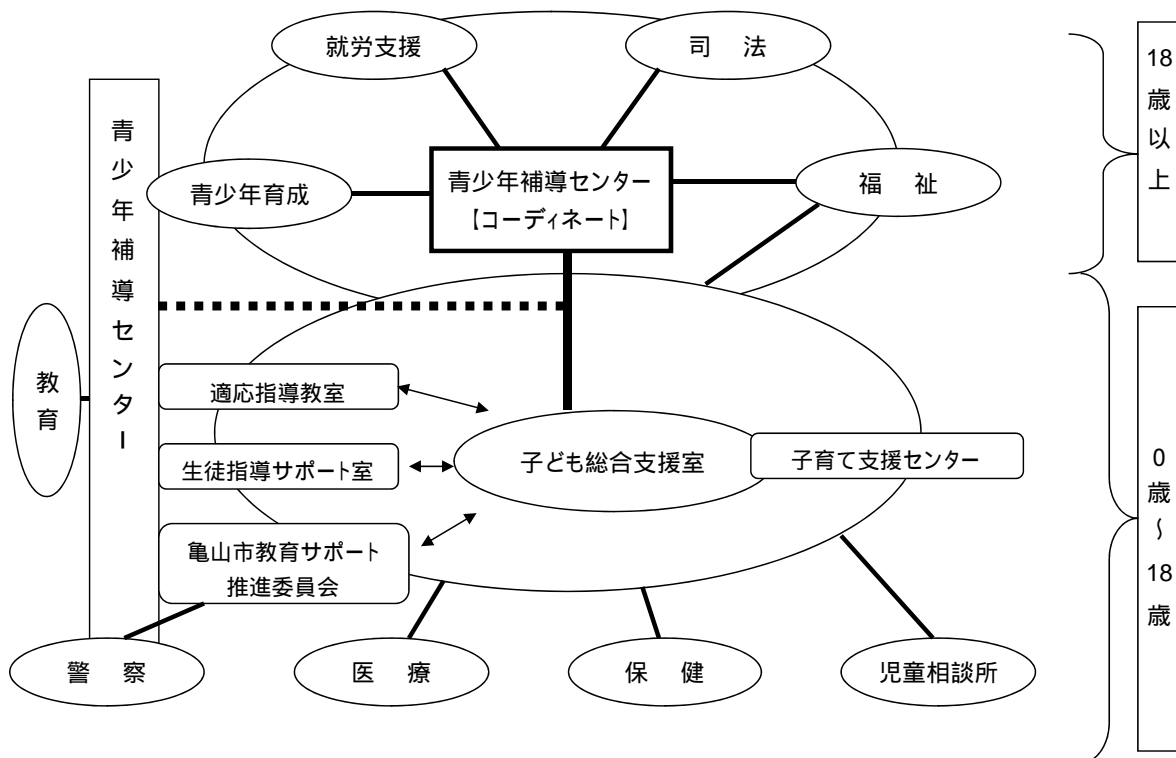 就労支援
司 法
18歳以上
青少年補導センター
青少年補導センター
【コーディネート】
青少年育成
福 祉
教育
適応指導教室
生徒指導サポート室
子ども総合支援室
子育て支援センター
0歳~18歳
亀山市教育サポート
推進委員会
警 察
医 療
保 健
児童相談所